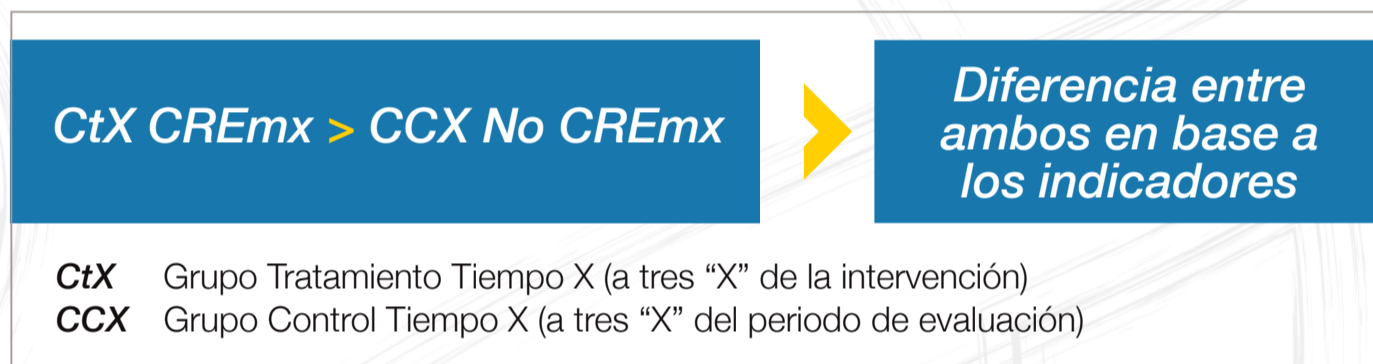 CtX CREmx > CCX No CREmx
Diferencia entre
ambos en base a
los indicadores
CtX Grupo Tratamiento Tiempo X (a tres “X” de la intervención)
CCX Grupo Control Tiempo X (a tres “X” del periodo de evaluación)